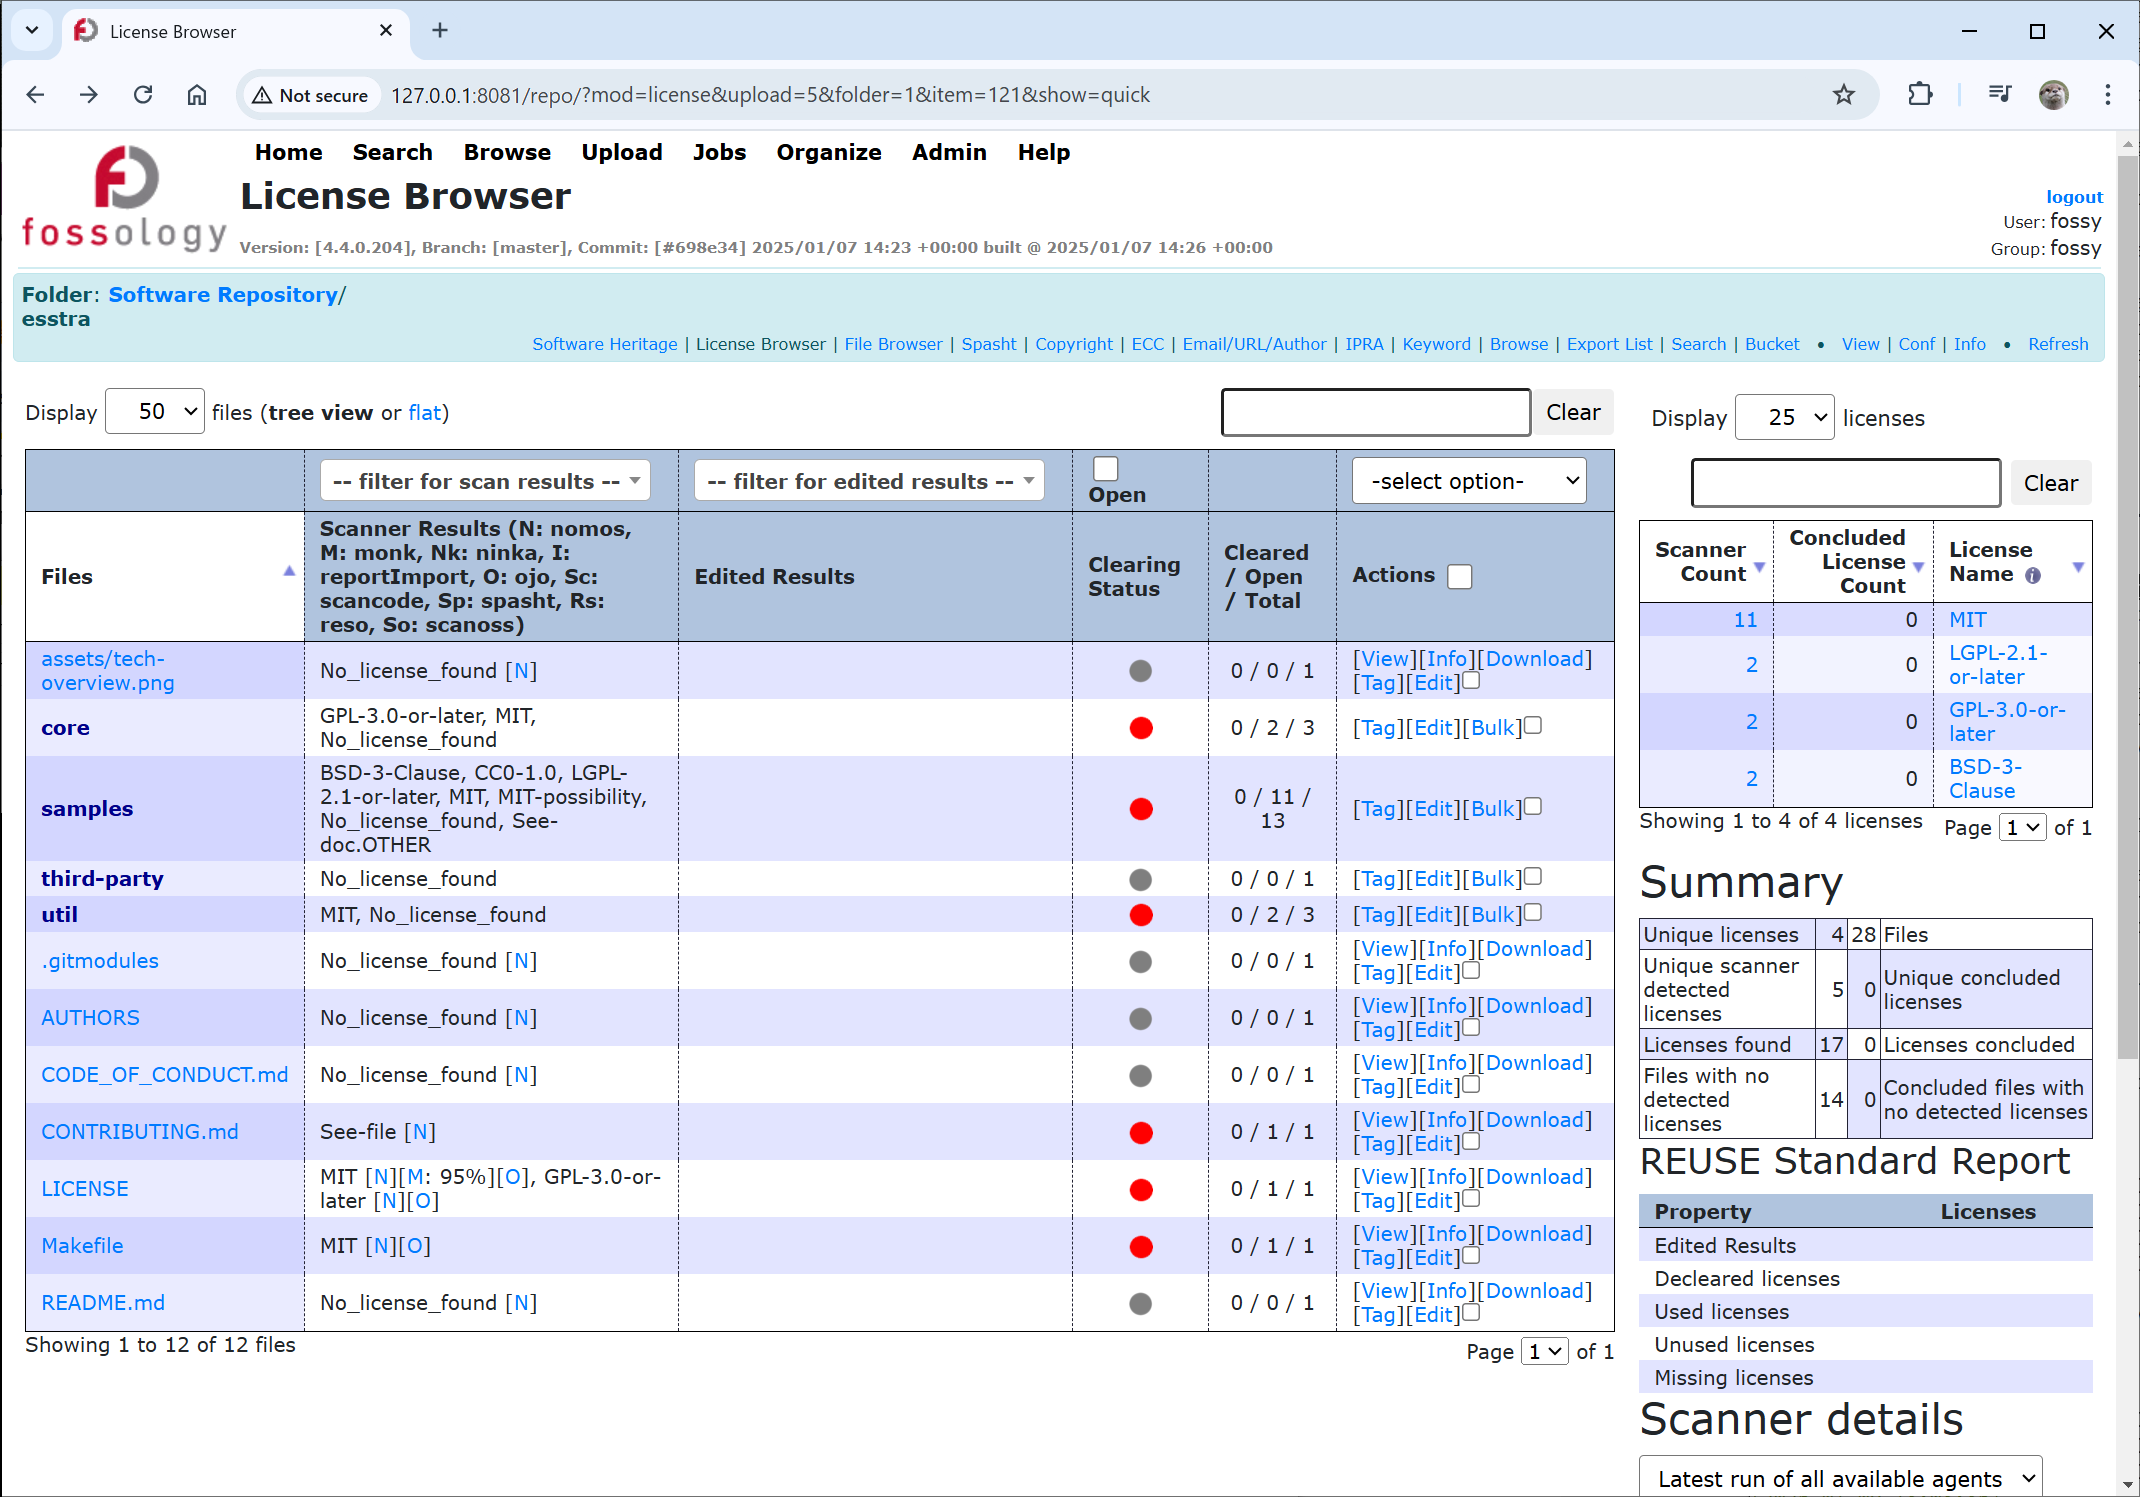 License Browser
Not secure 127.0.0.1:8081/repo/?mod=license&upload=5&folder=1&item=121&show=quick
Home Search Browse Upload Jobs Organize Admin Help
fossology
License Browser
Version: [4.4.0.204], Branch: [master], Commit: [#698e34] 2025/01/07 14:23 +00:00 built @ 2025/01/07 14:26 +00:00
logout
User: fossy
Group: fossy
Folder: Software Repository/
esstra
Software Heritage | License Browser | File Browser | Spasht | Copyright | ECC | Email/URL/Author | IPRA | Keyword | Browse | Export List | Search | Bucket • View | Conf | Info • Refresh
Display 50 files (tree view or flat)
Clear
-- filter for scan results --
-- filter for edited results --
Open
-select option-
Files
Scanner Results (N: nomos,
M: monk, Nk: ninka, I:
reportImport, O: ojo, Sc:
scancode, Sp: spasht, Rs:
reso, So: scanoss)
Edited Results
Clearing
Status
Cleared
/ Open
/ Total
Actions
assets/tech-
overview.png
No_license_found [N]
0 / 0 / 1
[View][Info][Download]
[Tag][Edit]
core
GPL-3.0-or-later, MIT,
No_license_found
0 / 2 / 3
[Tag][Edit][Bulk]
samples
BSD-3-Clause, CC0-1.0, LGPL-
2.1-or-later, MIT, MIT-possibility,
No_license_found, See-
doc.OTHER
0 / 11 /
13
[Tag][Edit][Bulk]
third-party
No_license_found
0 / 0 / 1
[Tag][Edit][Bulk]
util
MIT, No_license_found
0 / 2 / 3
[Tag][Edit][Bulk]
.gitmodules
No_license_found [N]
0 / 0 / 1
[View][Info][Download]
[Tag][Edit]
AUTHORS
No_license_found [N]
0 / 0 / 1
[View][Info][Download]
[Tag][Edit]
CODE_OF_CONDUCT.md
No_license_found [N]
0 / 0 / 1
[View][Info][Download]
[Tag][Edit]
CONTRIBUTING.md
See-file [N]
0 / 1 / 1
[View][Info][Download]
[Tag][Edit]
LICENSE
MIT [N][M: 95%][O], GPL-3.0-or-
later [N][O]
0 / 1 / 1
[View][Info][Download]
[Tag][Edit]
Makefile
MIT [N][O]
0 / 1 / 1
[View][Info][Download]
[Tag][Edit]
README.md
No_license_found [N]
0 / 0 / 1
[View][Info][Download]
[Tag][Edit]
Showing 1 to 12 of 12 files
Page 1 of 1
Display 25 licenses
Clear
Scanner
Count
Concluded
License
Count
License
Name
11 0 MIT
2 0 LGPL-2.1-
or-later
2 0 GPL-3.0-or-
later
2 0 BSD-3-
Clause
Showing 1 to 4 of 4 licenses
Page 1 of 1
Summary
Unique licenses 4 28 Files
Unique scanner
detected
licenses
5 0
Unique concluded
licenses
Licenses found 17 0 Licenses concluded
Files with no
detected
licenses
14 0
Concluded files with
no detected licenses
REUSE Standard Report
Property Licenses
Edited Results
Decleared licenses
Used licenses
Unused licenses
Missing licenses
Scanner details
Latest run of all available agents